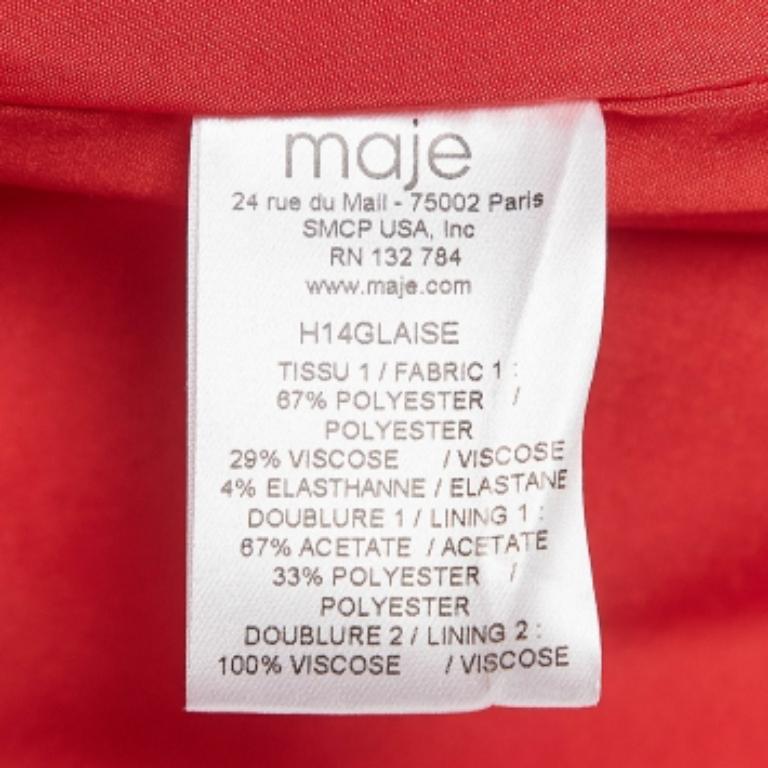 maje
24 rue du Mail - 75002 Paris
SMCP USA, Inc
RN 132 784
www.maje.com
H14GLAISE
TISSU 1 / FABRIC 1 :
67% POLYESTER /
POLYESTER
29% VISCOSE / VISCOSE
4% ELASTHANNE / ELASTANE
DOUBLURE 1 / LINING 1 :
67% ACETATE / ACETATE
33% POLYESTER /
POLYESTER
DOUBLURE 2 / LINING 2 :
100% VISCOSE / VISCOSE